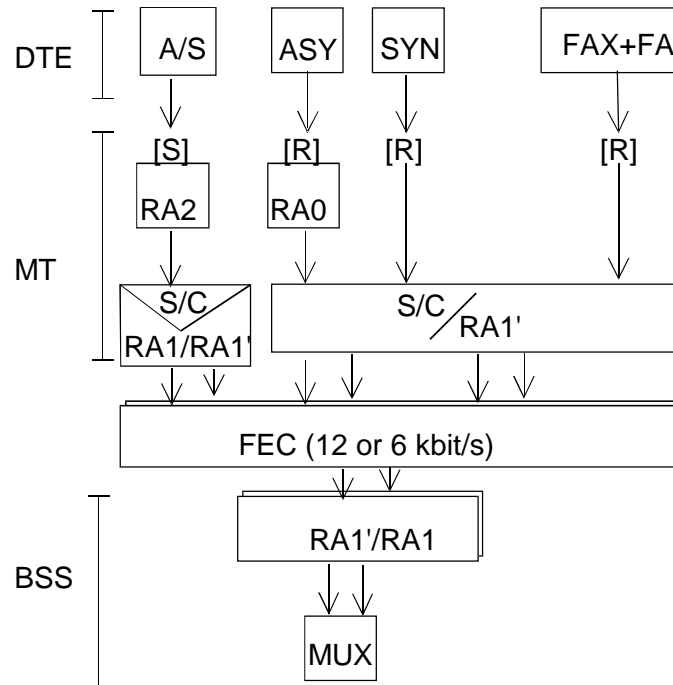 DTE
A/S
ASY
SYN
FAX+FA
[S]
[R]
[R]
[R]
MT
RA2
RA0
S/C
RA1/RA1'
S/C
RA1'
FEC (12 or 6 kbit/s)
BSS
RA1'/RA1
MUX